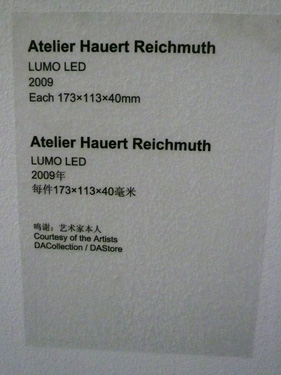 Atelier Hauert Reichmuth
LUMO LED
2009
Each 173×113×40mm
Atelier Hauert Reichmuth
LUMO LED
2009年
每件173×113×40毫米
鸣谢：艺术家本人
Courtesy of the Artists
DACollection / DAStore